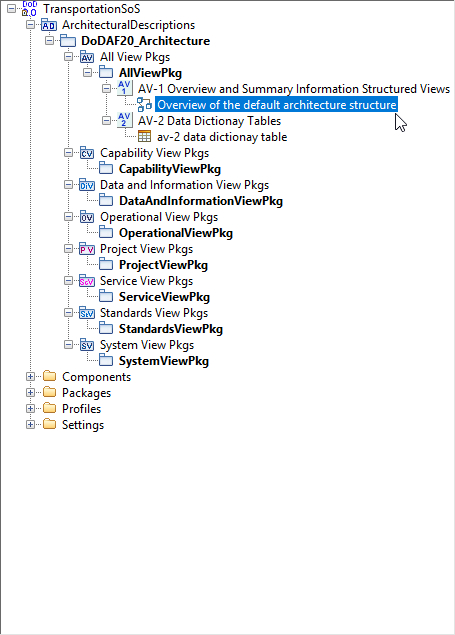 DoD
2.0
TransportationSoS
AD ArchitecturalDescriptions
DoDAF20_Architecture
AV All View Pkgs
AllViewPkg
AV
1
AV-1 Overview and Summary Information Structured Views
Overview of the default architecture structure
AV
2
AV-2 Data Dictionay Tables
av-2 data dictionay table
CV Capability View Pkgs
CapabilityViewPkg
DIV Data and Information View Pkgs
DataAndInformationViewPkg
OV Operational View Pkgs
OperationalViewPkg
PV Project View Pkgs
ProjectViewPkg
ScV Service View Pkgs
ServiceViewPkg
StV Standards View Pkgs
StandardsViewPkg
SV System View Pkgs
SystemViewPkg
Components
Packages
Profiles
Settings